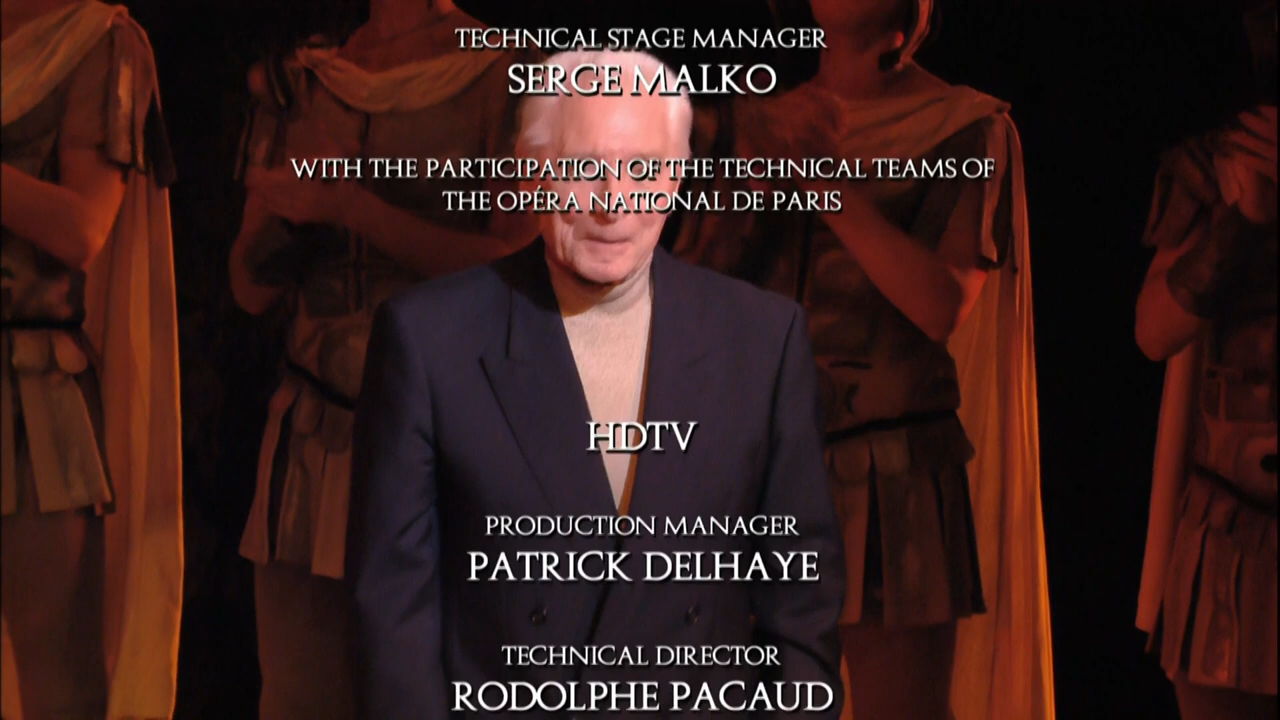 TECHNICAL STAGE MANAGER
SERGE MALKO
WITH THE PARTICIPATION OF THE TECHNICAL TEAMS OF
THE OPÉRA NATIONAL DE PARIS
HDTV
PRODUCTION MANAGER
PATRICK DELHAYE
TECHNICAL DIRECTOR
RODOLPHE PACAUD